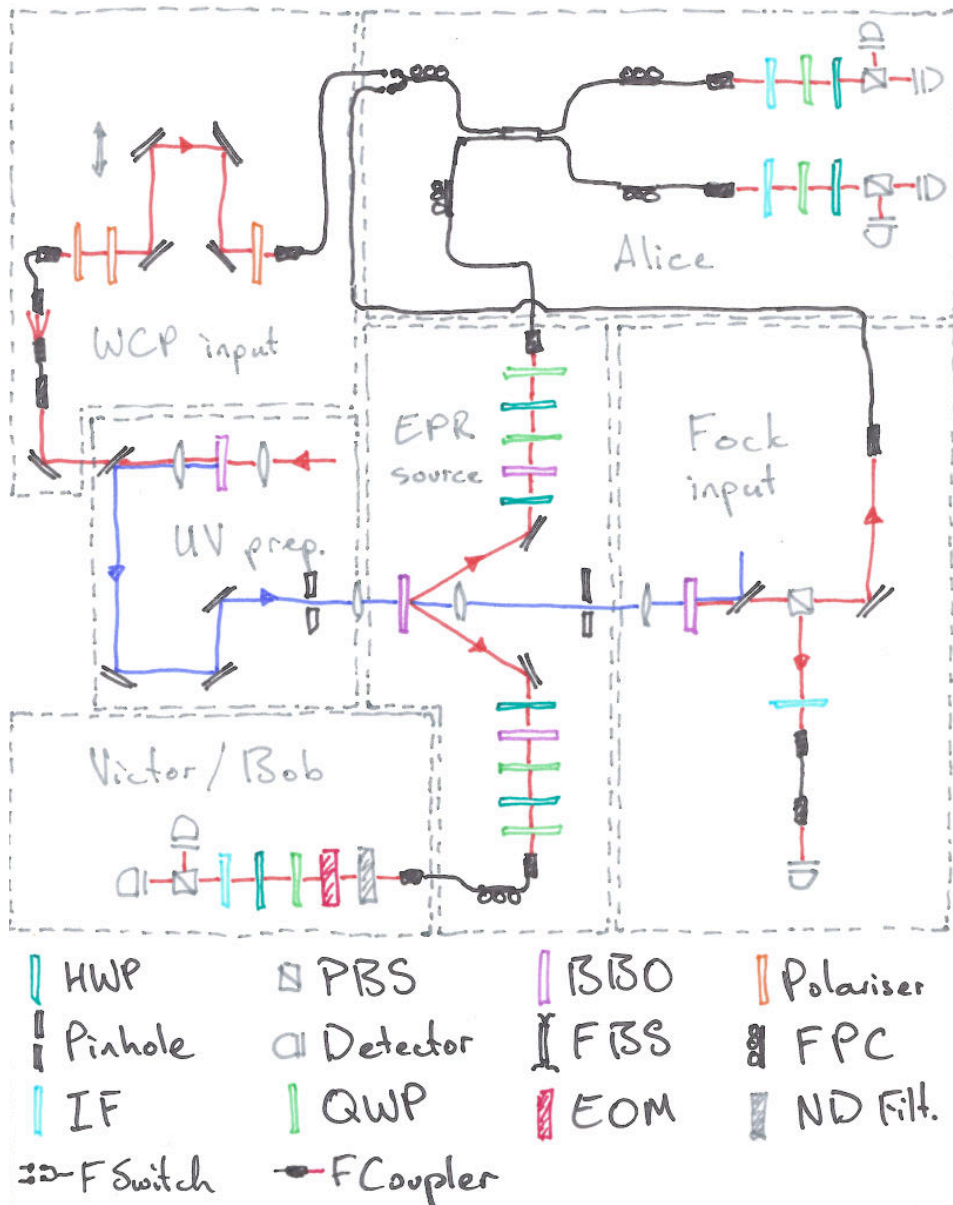 Alice
WCP input
EPR
source
Fock
input
UV prep.
Victor / Bob
HWP
PBS
BBO
Polariser
Pinhole
Detector
FBS
FPC
IF
QWP
EOM
ND Filt.
F Switch
F Coupler